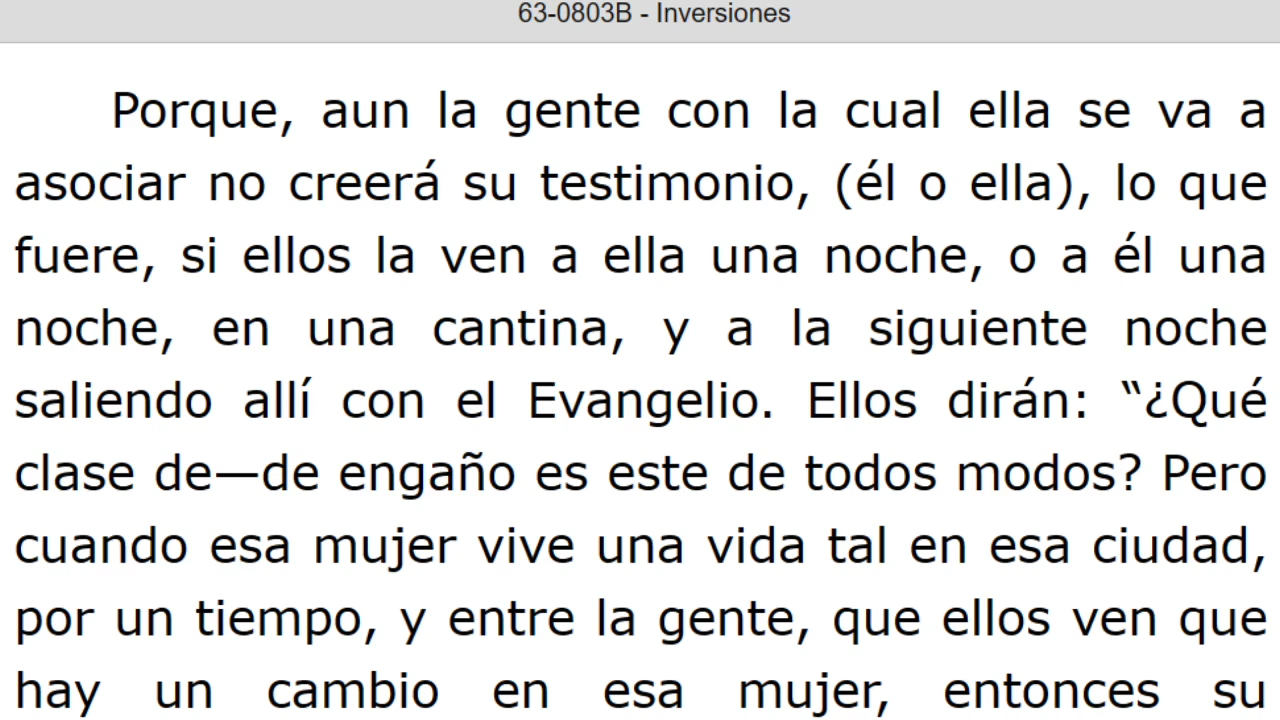 63-0803B - Inversiones
Porque, aun la gente con la cual ella se va a
asociar no creerá su testimonio, (él o ella), lo que
fuere, si ellos la ven a ella una noche, o a él una
noche, en una cantina, y a la siguiente noche
saliendo allí con el Evangelio. Ellos dirán: “¿Qué
clase de—de engaño es este de todos modos? Pero
cuando esa mujer vive una vida tal en esa ciudad,
por un tiempo, y entre la gente, que ellos ven que
hay un cambio en esa mujer, entonces su